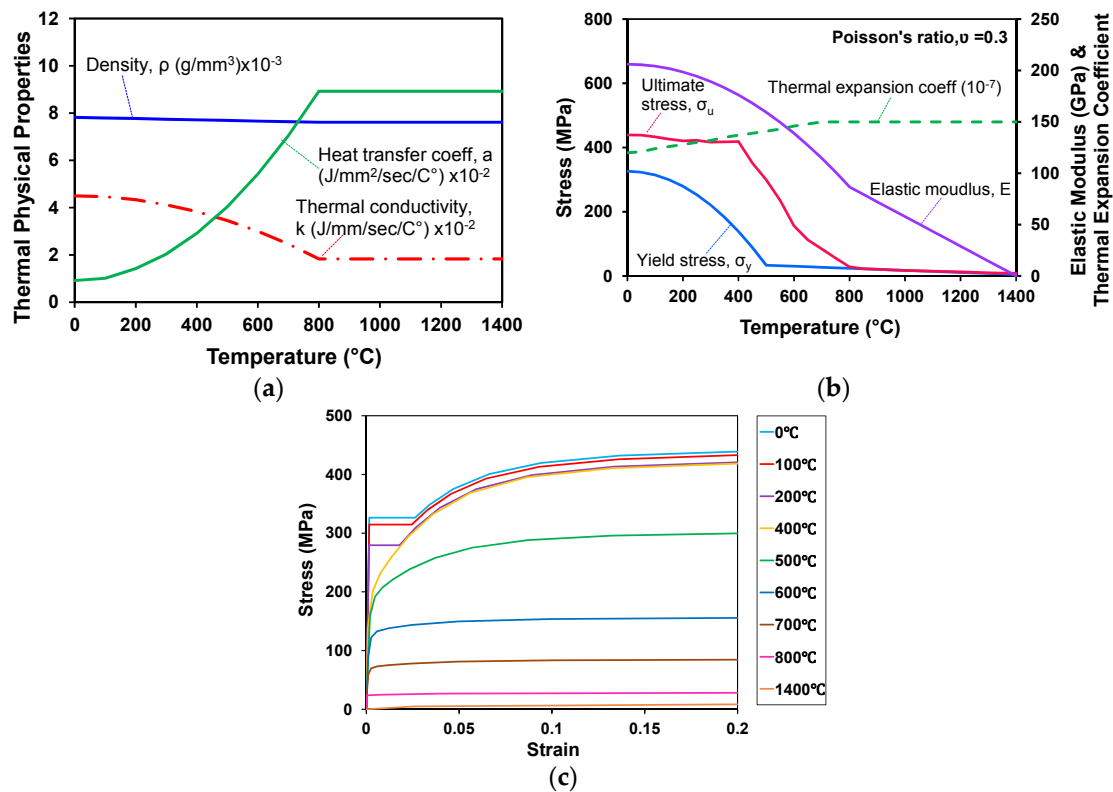 12
10
8
6
4
2
0
Thermal Physical Properties
Density, ρ (g/mm³)x10⁻³
Heat transfer coeff, a
(J/mm²/sec/C°) x10⁻²
Thermal conductivity,
k (J/mm/sec/C°) x10⁻²
0 200 400 600 800 1000 1200 1400
Temperature (°C)
(a)
800
600
400
200
0
Stress (MPa)
Poisson's ratio,υ =0.3
Ultimate
stress, σᵤ
Thermal expansion coeff (10⁻⁷)
Elastic moudlus, E
Yield stress, σy
250
200
150
100
50
0
Elastic Modulus (GPa) &
Thermal Expansion Coefficient
0 200 400 600 800 1000 1200 1400
Temperature (°C)
(b)
500
400
300
200
100
0
Stress (MPa)
0 0.05 0.1 0.15 0.2
Strain
0℃
100℃
200℃
400℃
500℃
600℃
700℃
800℃
1400℃
(c)